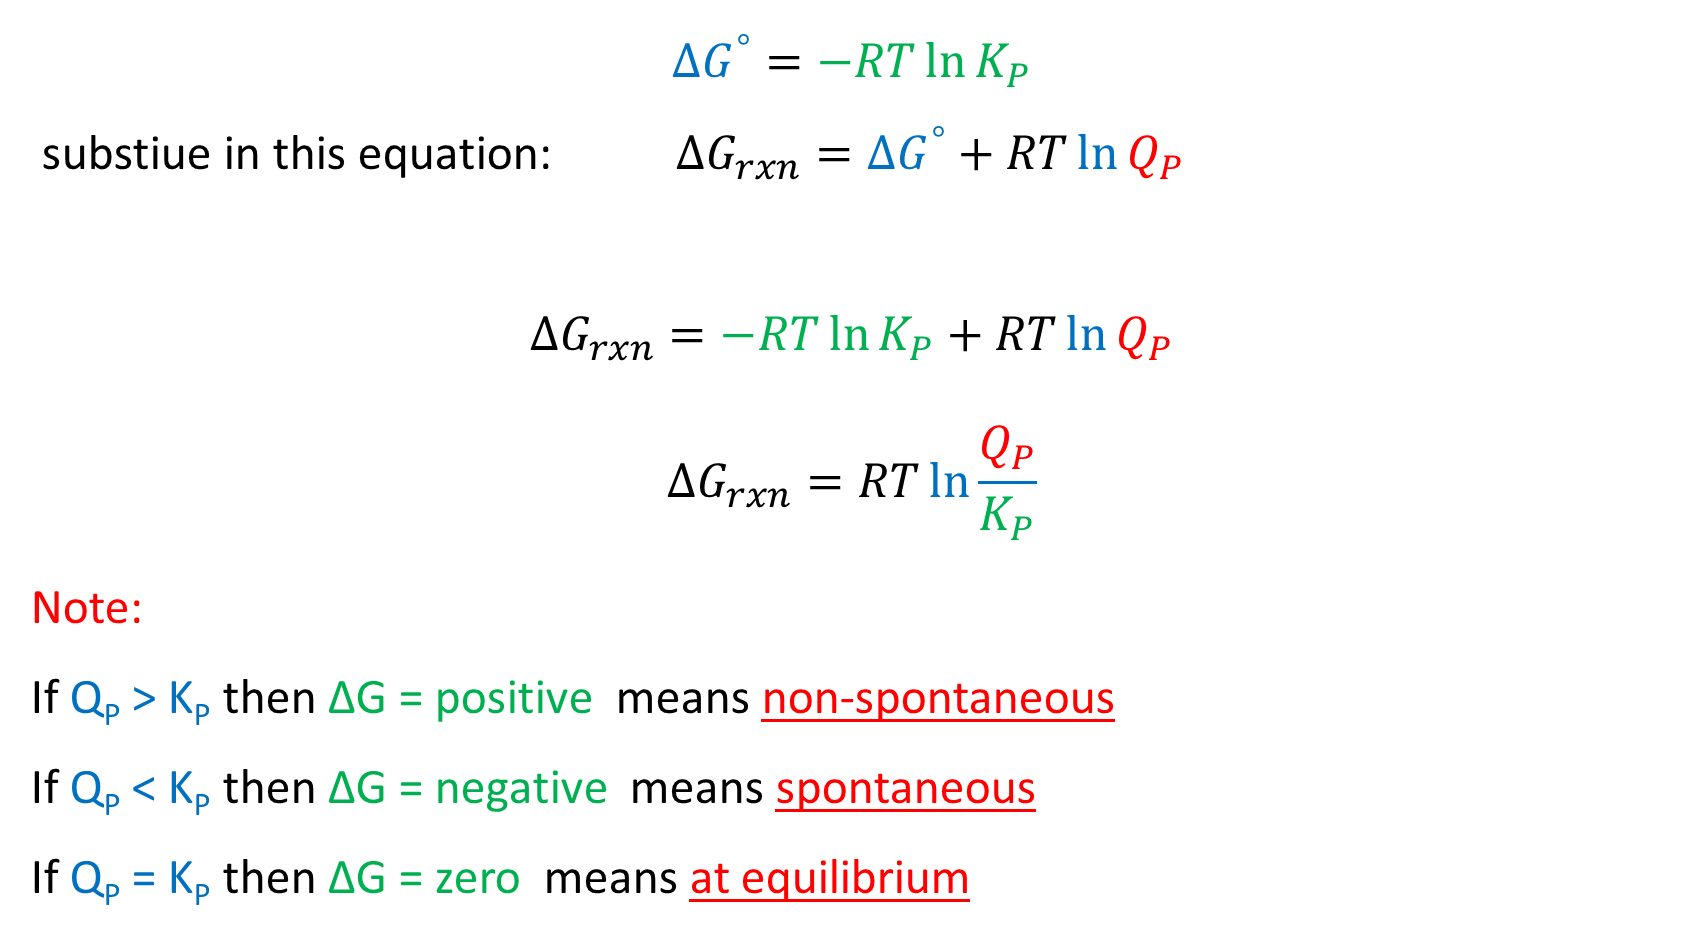 ΔG° = −RT ln K_P
substiue in this equation: ΔG_rxn = ΔG° + RT ln Q_P
ΔG_rxn = −RT ln K_P + RT ln Q_P
ΔG_rxn = RT ln Q_P/K_P
Note:
If Q_P > K_P then ΔG = positive means non-spontaneous
If Q_P < K_P then ΔG = negative means spontaneous
If Q_P = K_P then ΔG = zero means at equilibrium